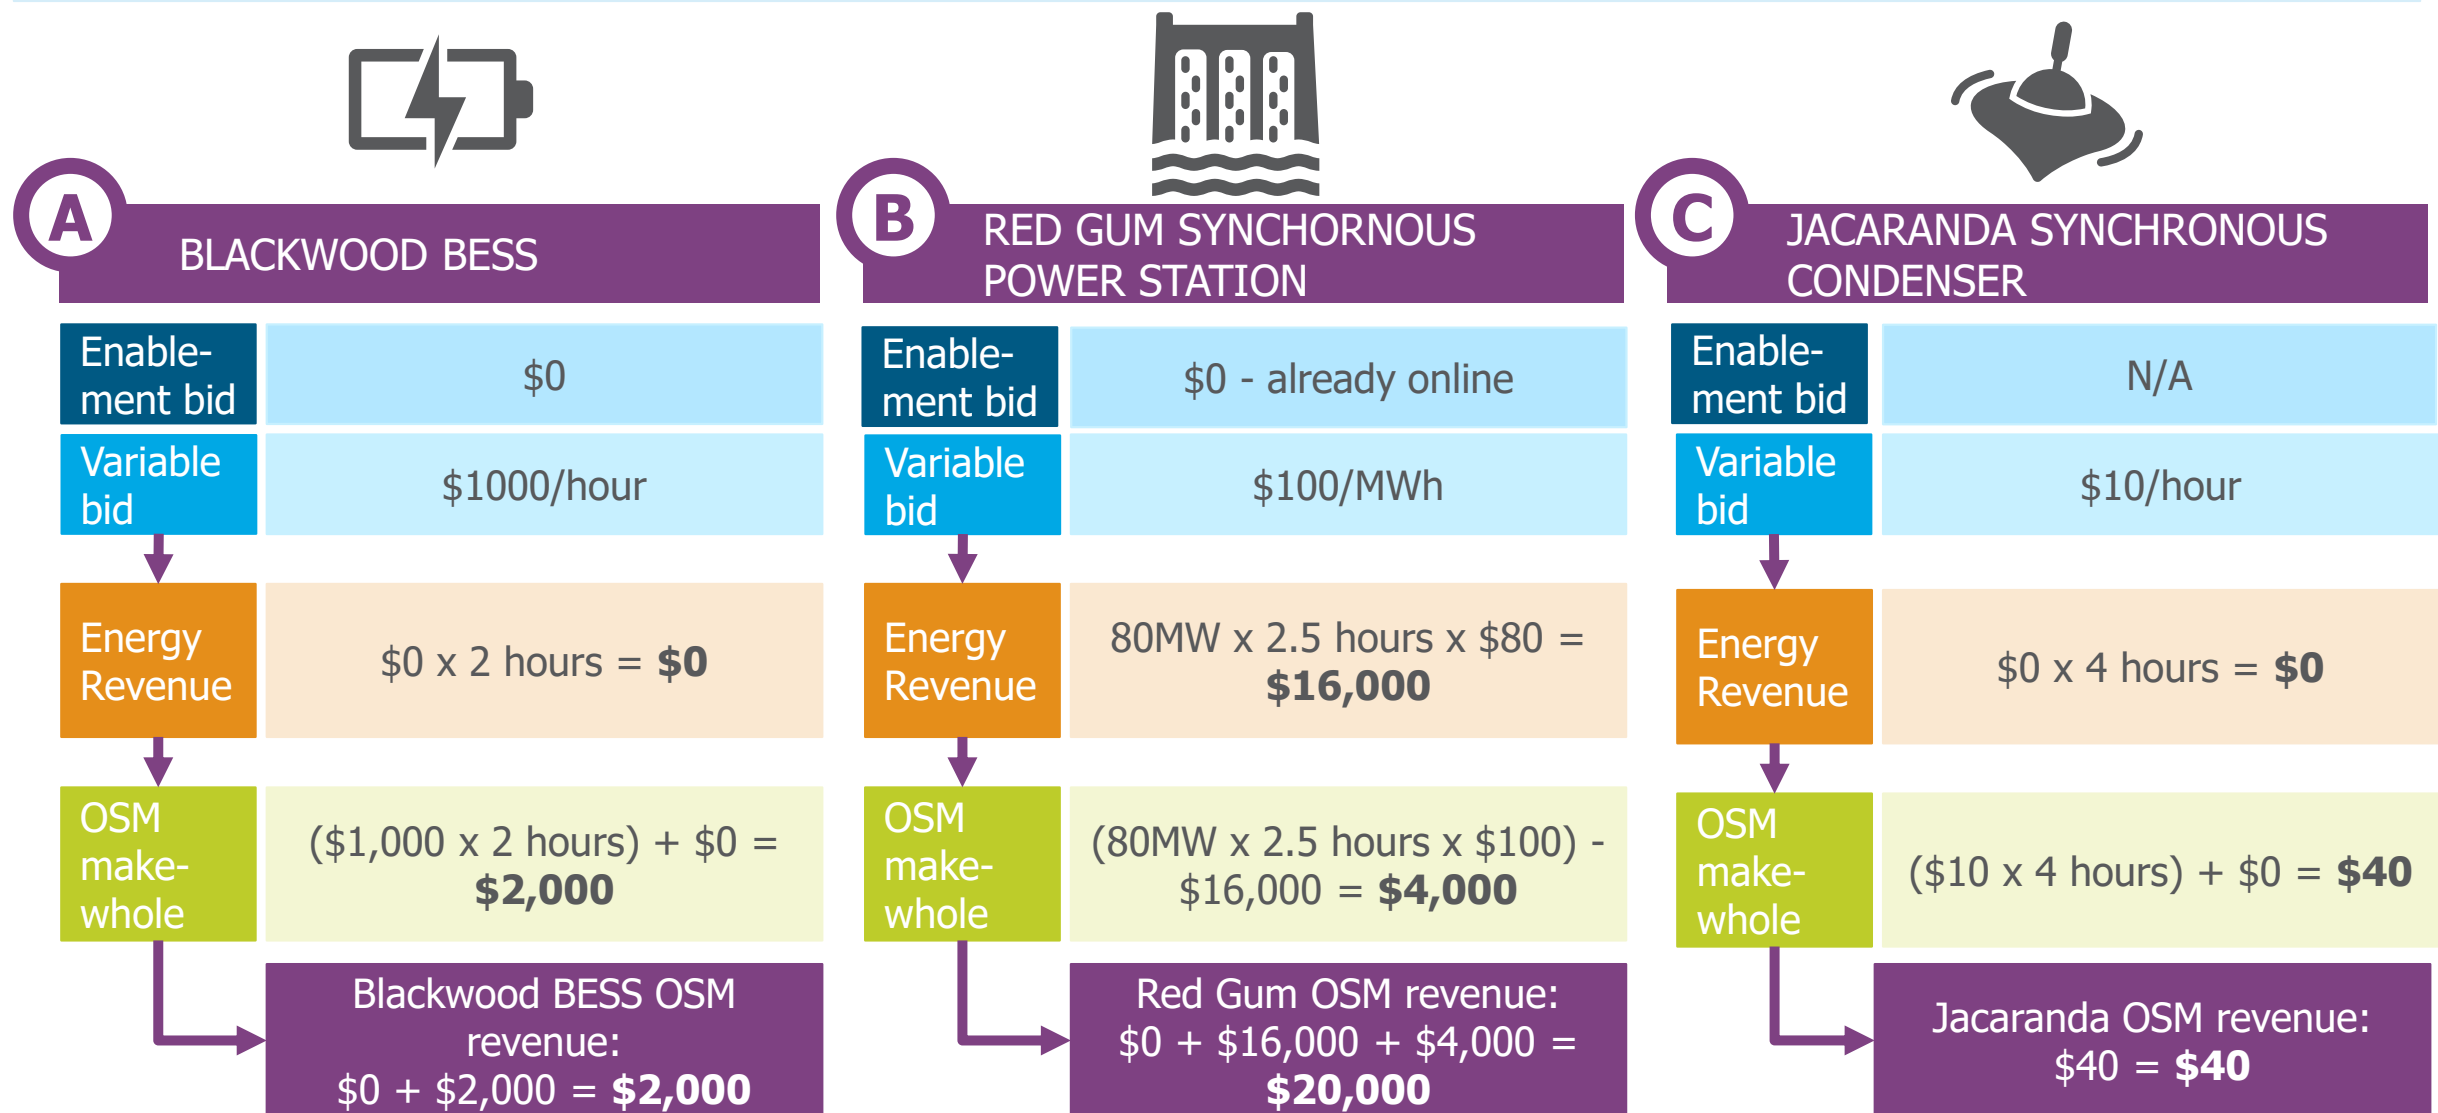 A
BLACKWOOD BESS
Enable-
ment bid
$0
Variable
bid
$1000/hour
Energy
Revenue
$0 x 2 hours = $0
OSM
make-
whole
($1,000 x 2 hours) + $0 =
$2,000
Blackwood BESS OSM
revenue:
$0 + $2,000 = $2,000
B
RED GUM SYNCHORNOUS
POWER STATION
Enable-
ment bid
$0 - already online
Variable
bid
$100/MWh
Energy
Revenue
80MW x 2.5 hours x $80 =
$16,000
OSM
make-
whole
(80MW x 2.5 hours x $100) -
$16,000 = $4,000
Red Gum OSM revenue:
$0 + $16,000 + $4,000 =
$20,000
C
JACARANDA SYNCHRONOUS
CONDENSER
Enable-
ment bid
N/A
Variable
bid
$10/hour
Energy
Revenue
$0 x 4 hours = $0
OSM
make-
whole
($10 x 4 hours) + $0 = $40
Jacaranda OSM revenue:
$40 = $40